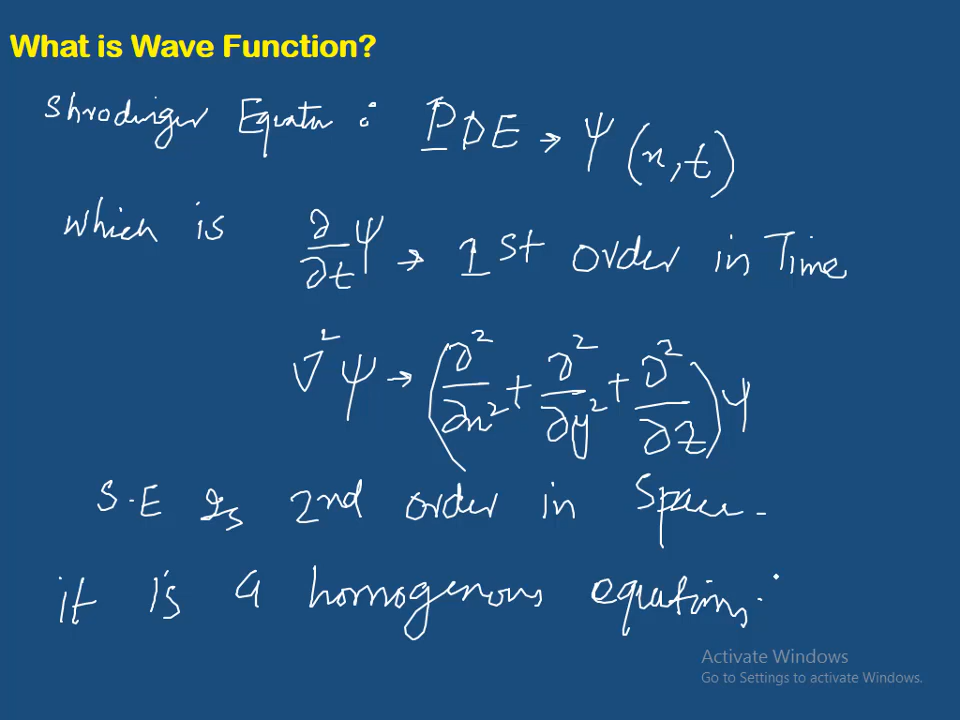 What is Wave Function?
Shrodinger Equatn : PDE → ψ (x,t)
which is ∂/∂t ψ → 1st order in Time
∇² ψ → (∂²/∂x² + ∂²/∂y² + ∂²/∂z) ψ
S.E Is 2nd order in Space.
it is a homogenous equations.
Activate Windows
Go to Settings to activate Windows.